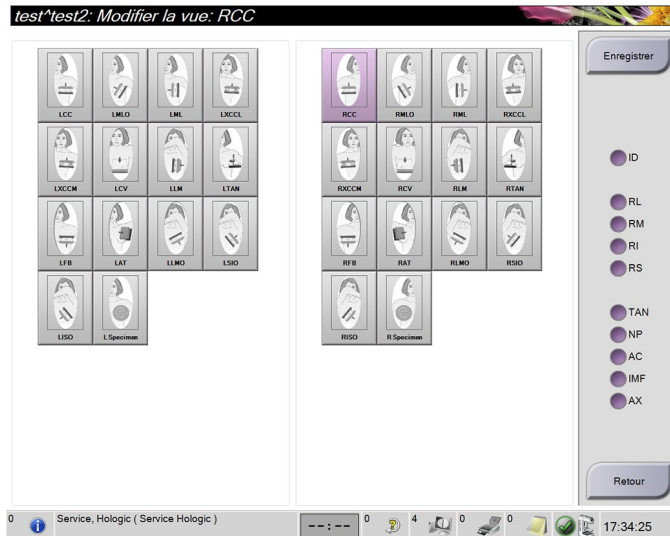 test^test2: Modifier la vue: RCC
LCC LMLO LML LXCCL
LXCCM LCV LLM LTAN
LFB LAT LLMO LSIO
LISO L Specimen
RCC RMLO RML RXCCL
RXCCM RCV RLM RTAN
RFB RAT RLMO RSIO
RISO R Specimen
Enregistrer
ID
RL
RM
RI
RS
TAN
NP
AC
IMF
AX
Retour
0 Service, Hologic ( Service Hologic ) --:-- 0 4 0 0 17:34:25